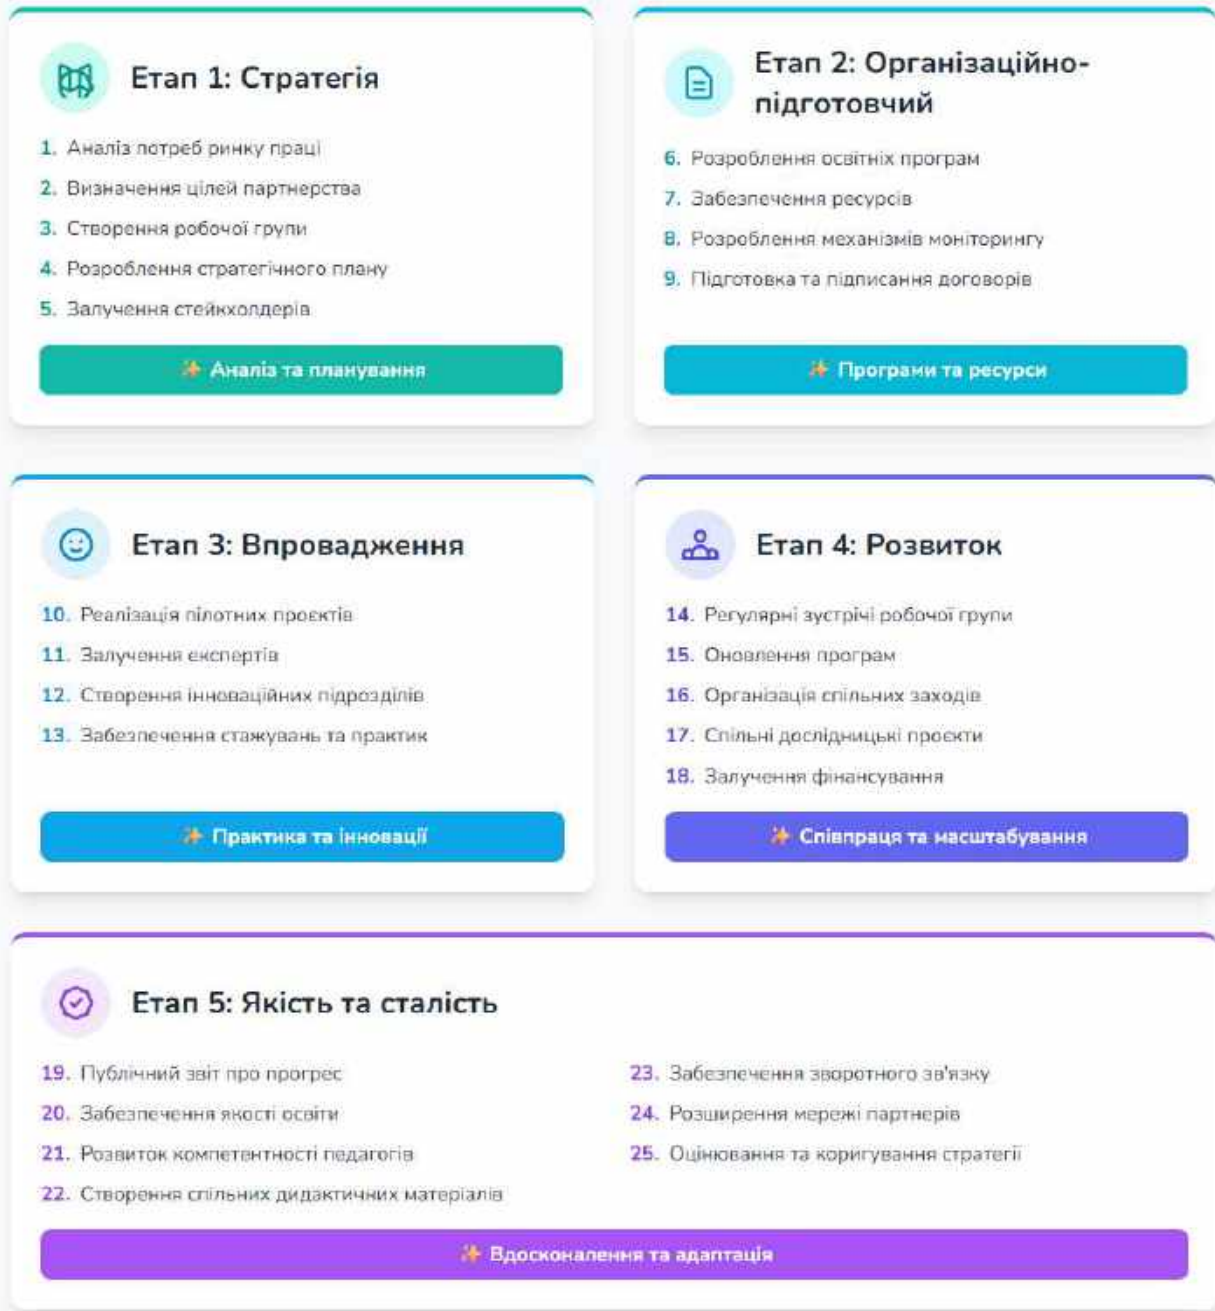 Етап 1: Стратегія
1. Аналіз потреб ринку праці
2. Визначення цілей партнерства
3. Створення робочої групи
4. Розроблення стратегічного плану
5. Залучення стейкхолдерів
✨ Аналіз та планування
Етап 2: Організаційно-
підготовчий
6. Розроблення освітніх програм
7. Забезпечення ресурсів
8. Розроблення механізмів моніторингу
9. Підготовка та підписання договорів
✨ Програми та ресурси
Етап 3: Впровадження
10. Реалізація пілотних проєктів
11. Залучення експертів
12. Створення інноваційних підрозділів
13. Забезпечення стажувань та практик
✨ Практика та інновації
Етап 4: Розвиток
14. Регулярні зустрічі робочої групи
15. Оновлення програм
16. Організація спільних заходів
17. Спільні дослідницькі проєкти
18. Залучення фінансування
✨ Співпраця та масштабування
Етап 5: Якість та сталість
19. Публічний звіт про прогрес
20. Забезпечення якості освіти
21. Розвиток компетентності педагогів
22. Створення спільних дидактичних матеріалів
23. Забезпечення зворотного зв'язку
24. Розширення мережі партнерів
25. Оцінювання та коригування стратегії
✨ Вдосконалення та адаптація